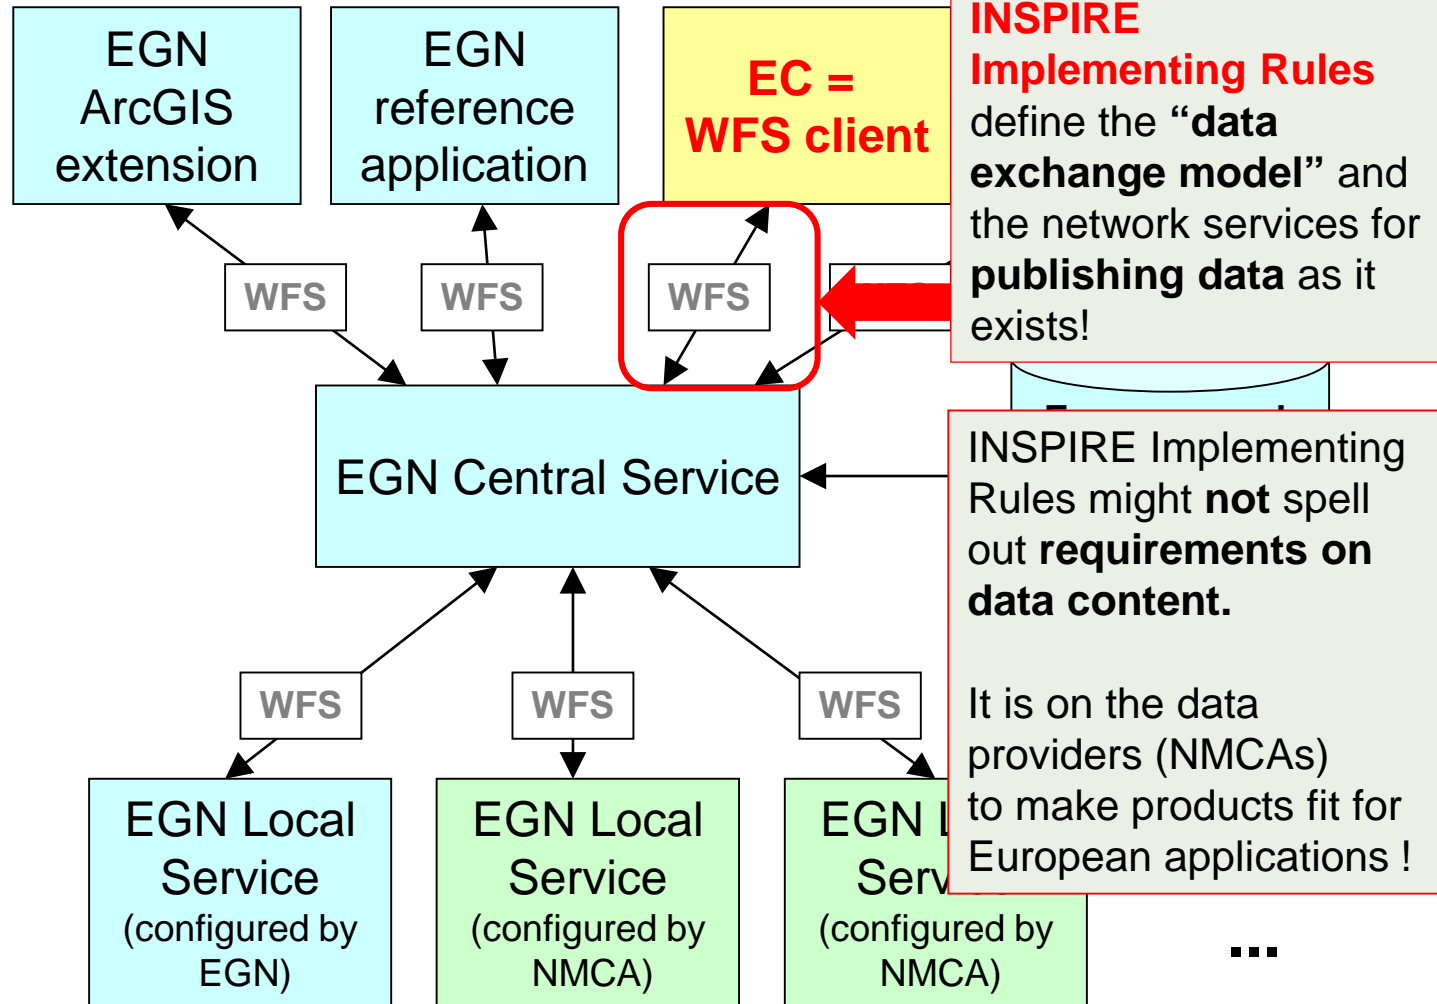 EGN
ArcGIS
extension
EGN
reference
application
EC =
WFS client
INSPIRE
Implementing Rules
define the “data
exchange model” and
the network services for
publishing data as it
exists!
WFS
WFS
WFS
EGN Central Service
INSPIRE Implementing
Rules might not spell
out requirements on
data content.
It is on the data
providers (NMCAs)
to make products fit for
European applications !
WFS
WFS
WFS
EGN Local
Service
(configured by
EGN)
EGN Local
Service
(configured by
NMCA)
EGN
(configured by
NMCA)
...